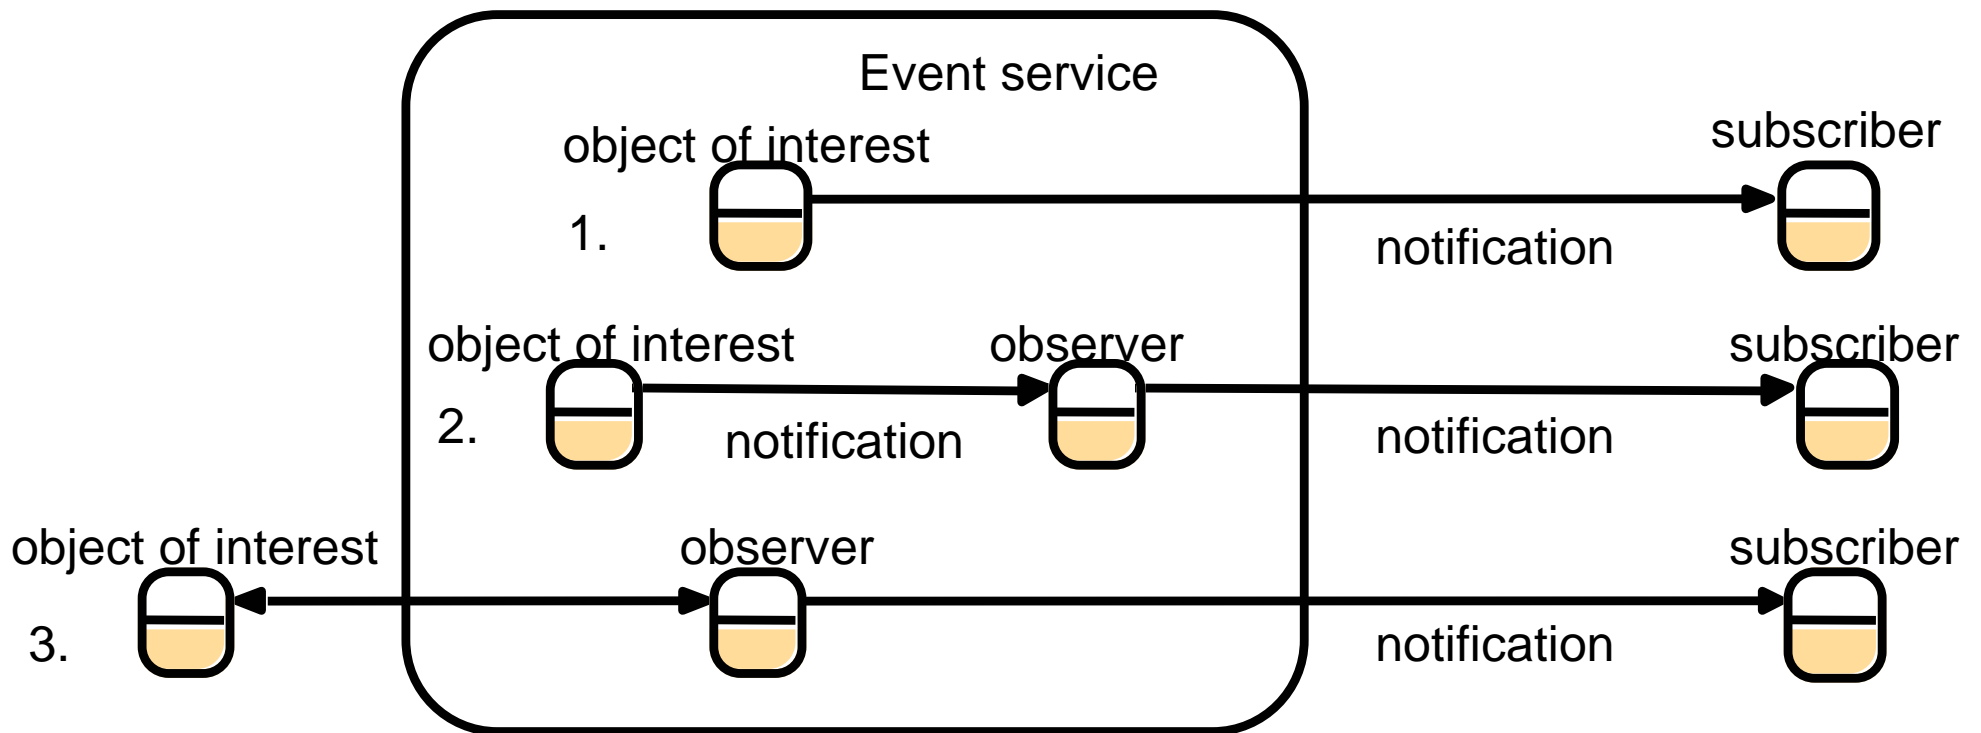 Event service
object of interest
subscriber
1.
notification
object of interest
observer
subscriber
2.
notification
notification
object of interest
observer
subscriber
3.
notification